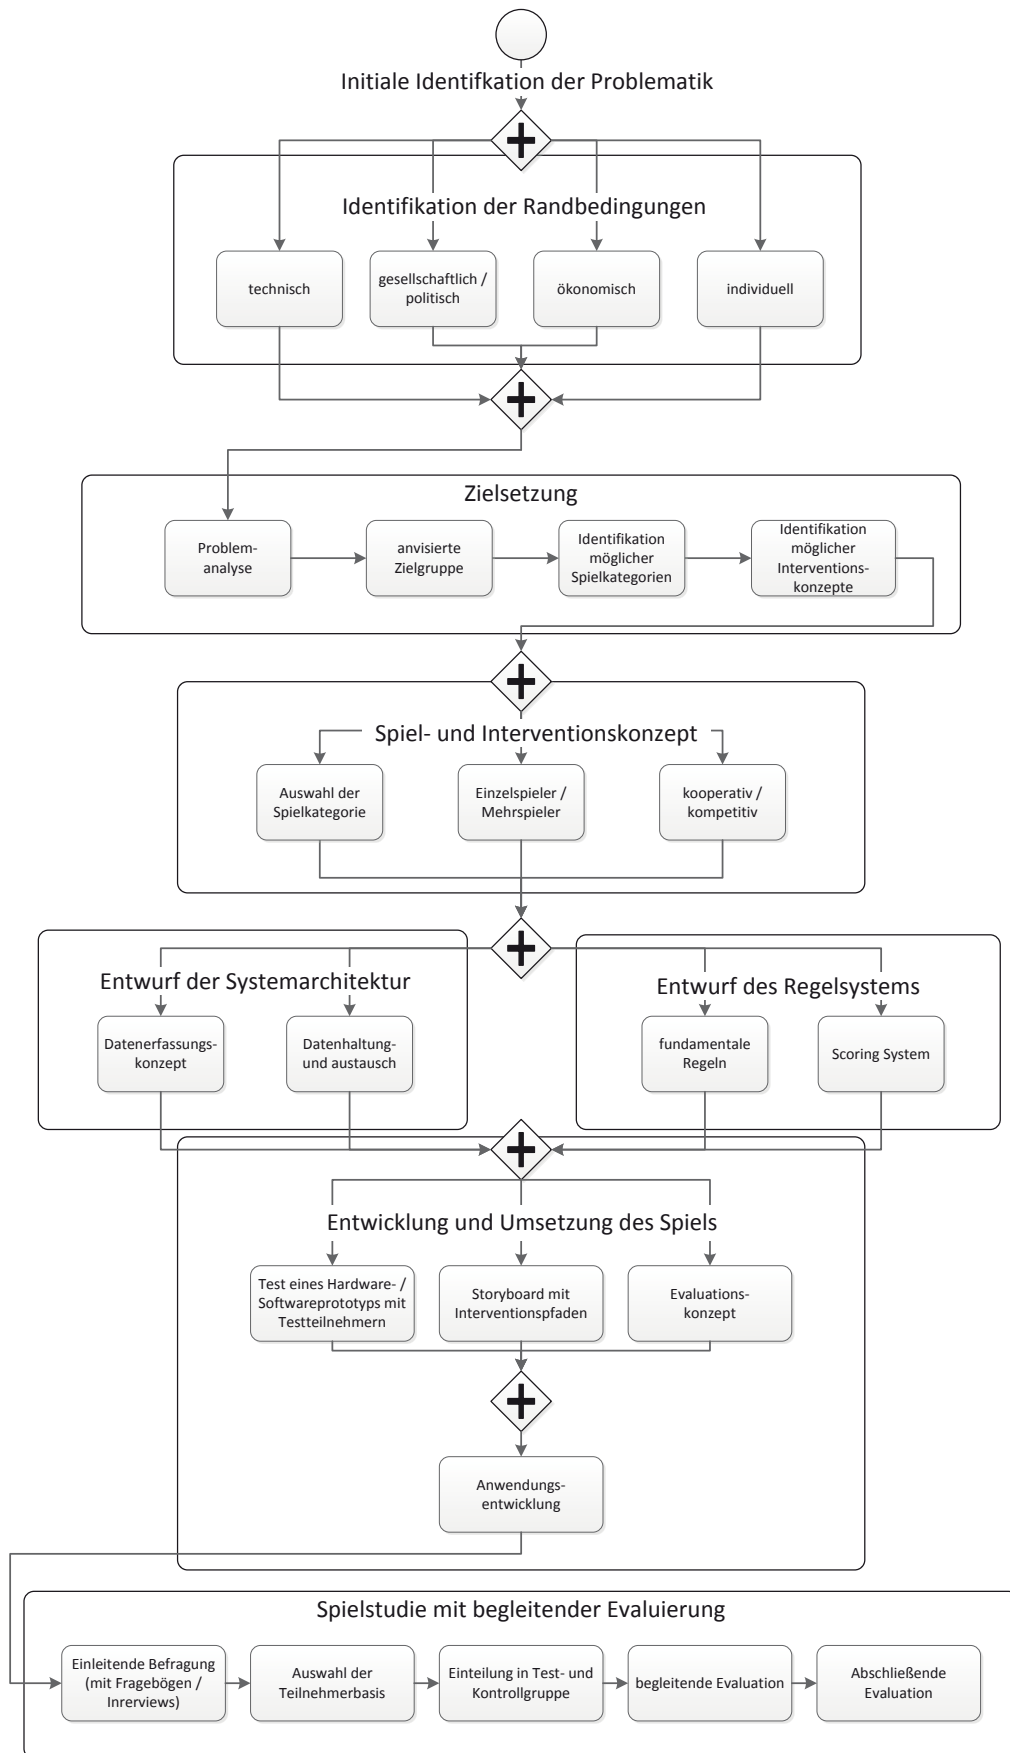 Initiale Identifkation der Problematik
Identifikation der Randbedingungen
technisch
gesellschaftlich /
politisch
ökonomisch
individuell
Zielsetzung
Problem-
analyse
anvisierte
Zielgruppe
Identifikation
möglicher
Spielkategorien
Identifikation
möglicher
Interventions-
konzepte
Spiel- und Interventionskonzept
Auswahl der
Spielkategorie
Einzelspieler /
Mehrspieler
kooperativ /
kompetitiv
Entwurf der Systemarchitektur
Datenerfassungs-
konzept
Datenhaltung-
und austausch
Entwurf des Regelsystems
fundamentale
Regeln
Scoring System
Entwicklung und Umsetzung des Spiels
Test eines Hardware- /
Softwareprototyps mit
Testteilnehmern
Storyboard mit
Interventionspfaden
Evaluations-
konzept
Anwendungs-
entwicklung
Spielstudie mit begleitender Evaluierung
Einleitende Befragung
(mit Fragebögen /
Inrerviews)
Auswahl der
Teilnehmerbasis
Einteilung in Test- und
Kontrollgruppe
begleitende Evaluation
Abschließende
Evaluation